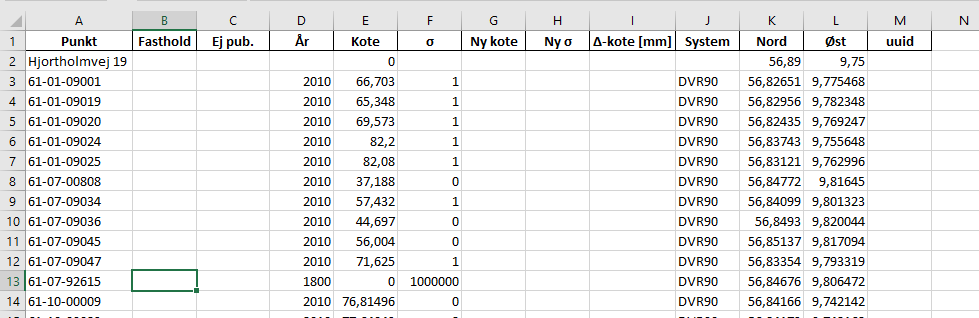 A B C D E F G H I J K L M N
1 Punkt Fasthold Ej pub. År Kote σ Ny kote Ny σ Δ-kote [mm] System Nord Øst uuid
2 Hjortholmvej 19 0 56,89 9,75
3 61-01-09001 2010 66,703 1 DVR90 56,82651 9,775468
4 61-01-09019 2010 65,348 1 DVR90 56,82956 9,782348
5 61-01-09020 2010 69,573 1 DVR90 56,82435 9,769247
6 61-01-09024 2010 82,2 1 DVR90 56,83743 9,755648
7 61-01-09025 2010 82,08 1 DVR90 56,83121 9,762996
8 61-07-00808 2010 37,188 0 DVR90 56,84772 9,81645
9 61-07-09034 2010 57,432 1 DVR90 56,84099 9,801323
10 61-07-09036 2010 44,697 0 DVR90 56,8493 9,820044
11 61-07-09045 2010 56,004 0 DVR90 56,85137 9,817094
12 61-07-09047 2010 71,625 1 DVR90 56,83354 9,793319
13 61-07-92615 1800 0 1000000 DVR90 56,84676 9,806472
14 61-10-00009 2010 76,81496 0 DVR90 56,84166 9,742142